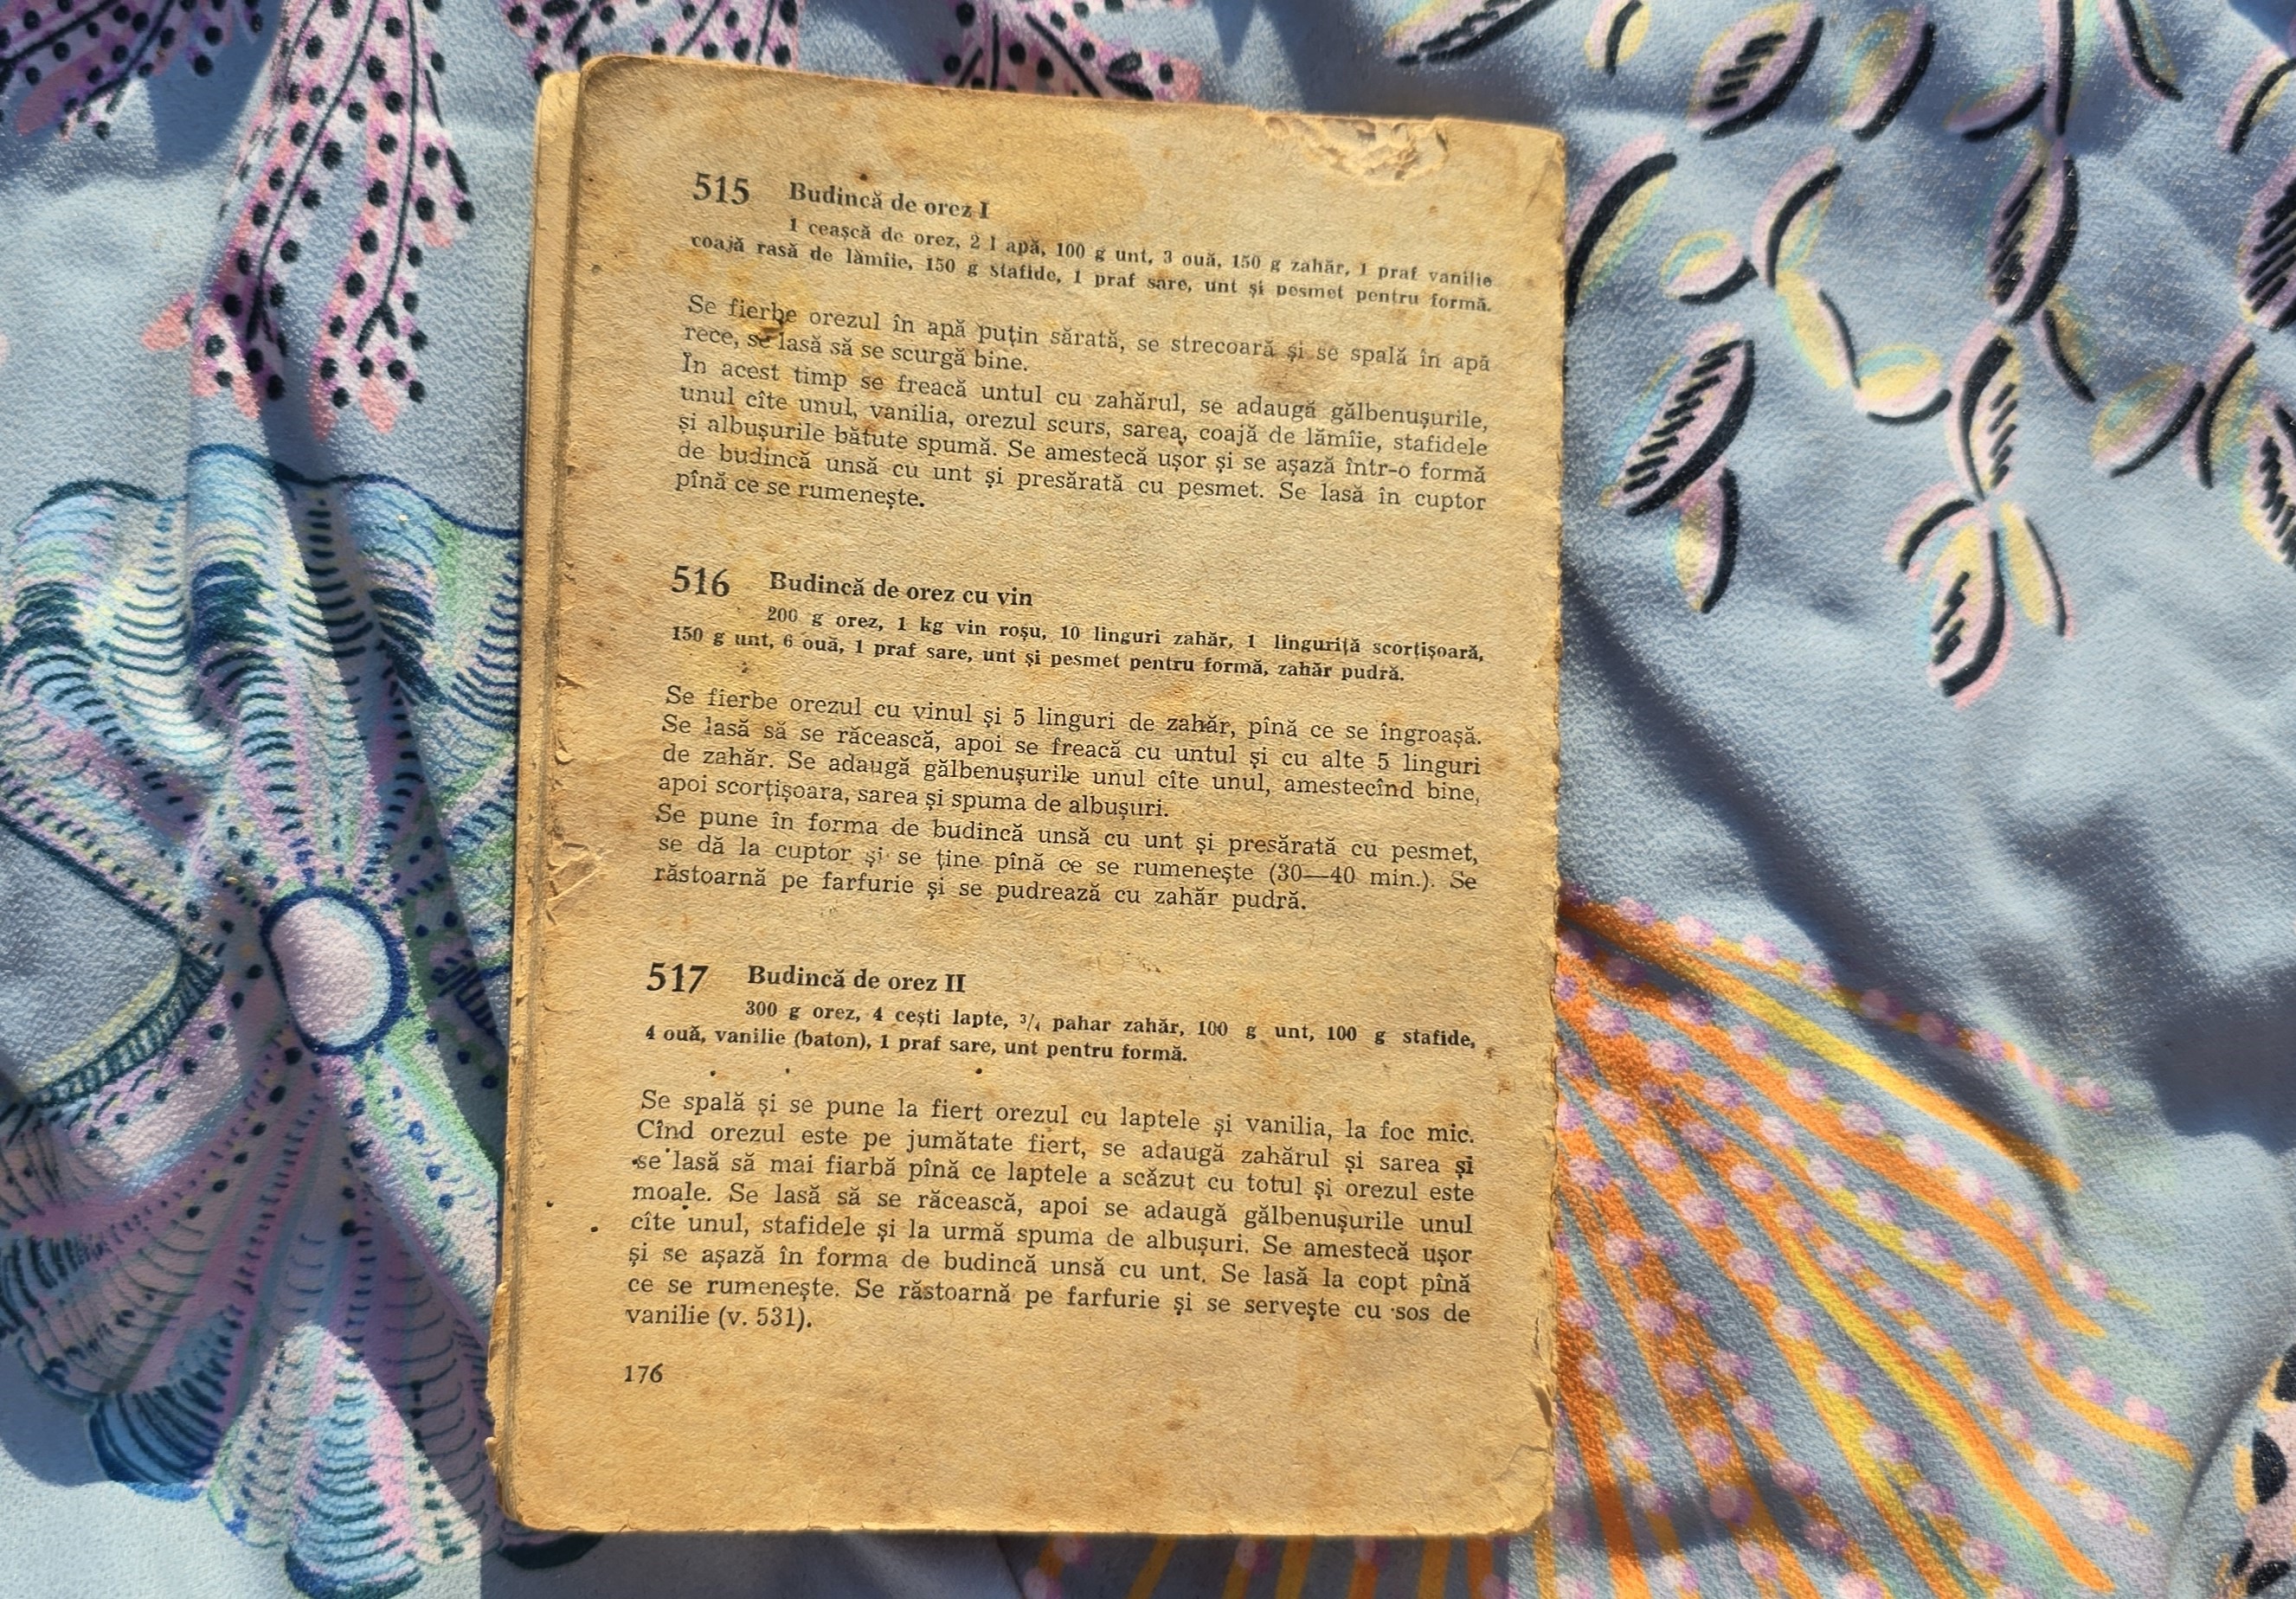 515 Budincă de orez I
1 ceaşcă de orez, 2 l apă, 100 g unt, 3 ouă, 150 g zahăr, 1 praf vanilie
coajă rasă de lămîie, 150 g stafide, 1 praf sare, unt şi pesmet pentru formă.
Se fierbe orezul în apă puţin sărată, se strecoară şi se spală în apă
rece, se lasă să se scurgă bine.
În acest timp se freacă untul cu zahărul, se adaugă gălbenuşurile,
unul cîte unul, vanilia, orezul scurs, sarea, coajă de lămîie, stafidele
şi albuşurile bătute spumă. Se amestecă uşor şi se aşază într-o formă
de budincă unsă cu unt şi presărată cu pesmet. Se lasă în cuptor
pînă ce se rumeneşte.
516 Budincă de orez cu vin
200 g orez, 1 kg vin roşu, 10 linguri zahăr, 1 linguriţă scorţişoară,
150 g unt, 6 ouă, 1 praf sare, unt şi pesmet pentru formă, zahăr pudră.
Se fierbe orezul cu vinul şi 5 linguri de zahăr, pînă ce se îngroaşă.
Se lasă să se răcească, apoi se freacă cu untul şi cu alte 5 linguri
de zahăr. Se adaugă gălbenuşurile unul cîte unul, amestecînd bine,
apoi scorţişoara, sarea şi spuma de albuşuri.
Se pune în forma de budincă unsă cu unt şi presărată cu pesmet,
se dă la cuptor şi se ţine pînă ce se rumeneşte (30—40 min.). Se
răstoarnă pe farfurie şi se pudrează cu zahăr pudră.
517 Budincă de orez II
300 g orez, 4 ceşti lapte, 3/4 pahar zahăr, 100 g unt, 100 g stafide,
4 ouă, vanilie (baton), 1 praf sare, unt pentru formă.
Se spală şi se pune la fiert orezul cu laptele şi vanilia, la foc mic.
Cînd orezul este pe jumătate fiert, se adaugă zahărul şi sarea şi
se lasă să mai fiarbă pînă ce laptele a scăzut cu totul şi orezul este
moale. Se lasă să se răcească, apoi se adaugă gălbenuşurile unul
cîte unul, stafidele şi la urmă spuma de albuşuri. Se amestecă uşor
şi se aşază în forma de budincă unsă cu unt. Se lasă la copt pînă
ce se rumeneşte. Se răstoarnă pe farfurie şi se serveşte cu sos de
vanilie (v. 531).
176